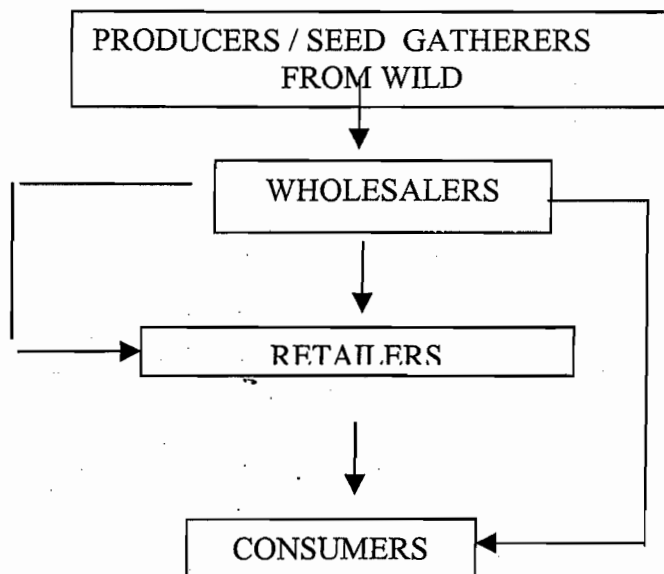 PRODUCERS / SEED GATHERERS
FROM WILD
WHOLESALERS
RETAILERS
CONSUMERS